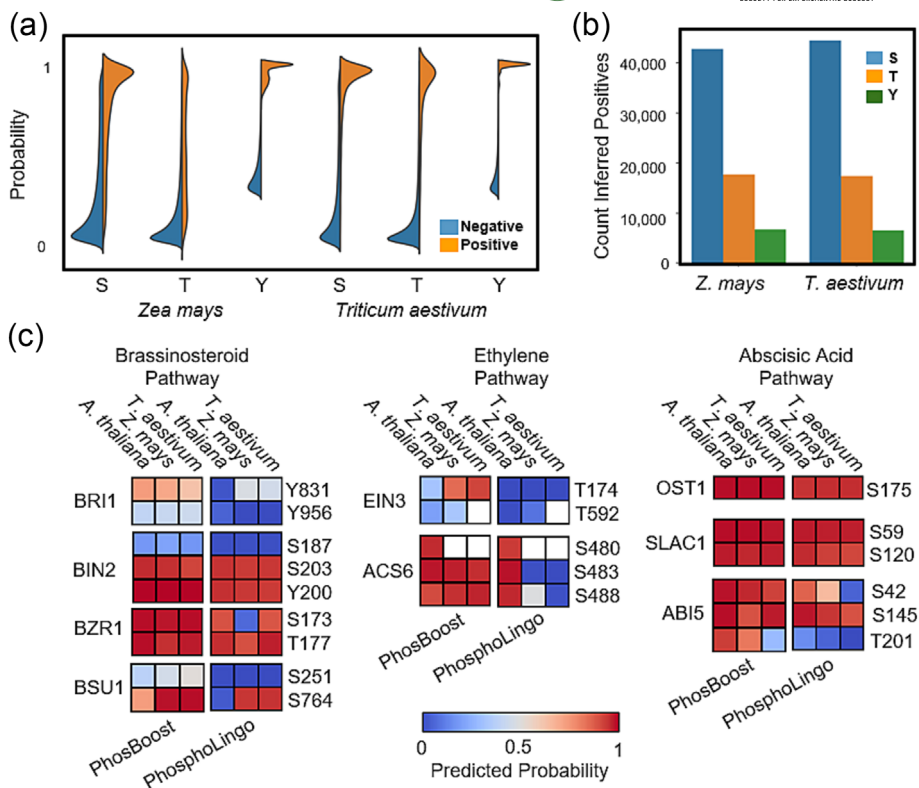 (a)
1
Probability
0
Negative
Positive
S T Y S T Y
Zea mays Triticum aestivum
(b)
Count Inferred Positives
40,000
30,000
20,000
10,000
0
S
T
Y
Z. mays T. aestivum
(c)
Brassinosteroid
Pathway
A. thaliana
Z. mays
T. aestivum
A. thaliana
Z. mays
T. aestivum
BRI1
Y831
Y956
BIN2
S187
S203
Y200
BZR1
S173
T177
BSU1
S251
S764
PhosBoost
PhosphoLingo
Ethylene
Pathway
A. thaliana
Z. mays
T. aestivum
A. thaliana
Z. mays
T. aestivum
EIN3
T174
T592
ACS6
S480
S483
S488
PhosBoost
PhosphoLingo
0 0.5 1
Predicted Probability
Abscisic Acid
Pathway
A. thaliana
Z. mays
T. aestivum
A. thaliana
Z. mays
T. aestivum
OST1
S175
SLAC1
S59
S120
ABI5
S42
S145
T201
PhosBoost
PhosphoLingo